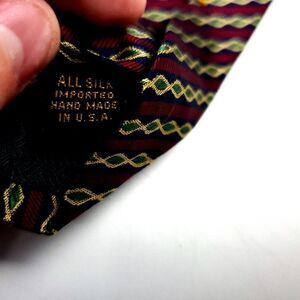 ALL SILK
IMPORTED
HAND MADE
IN U.S.A.